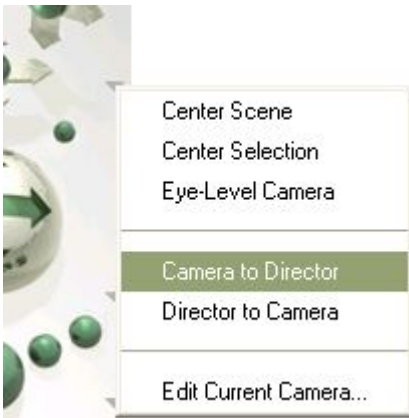 Center Scene
Center Selection
Eye-Level Camera
Camera to Director
Director to Camera
Edit Current Camera...